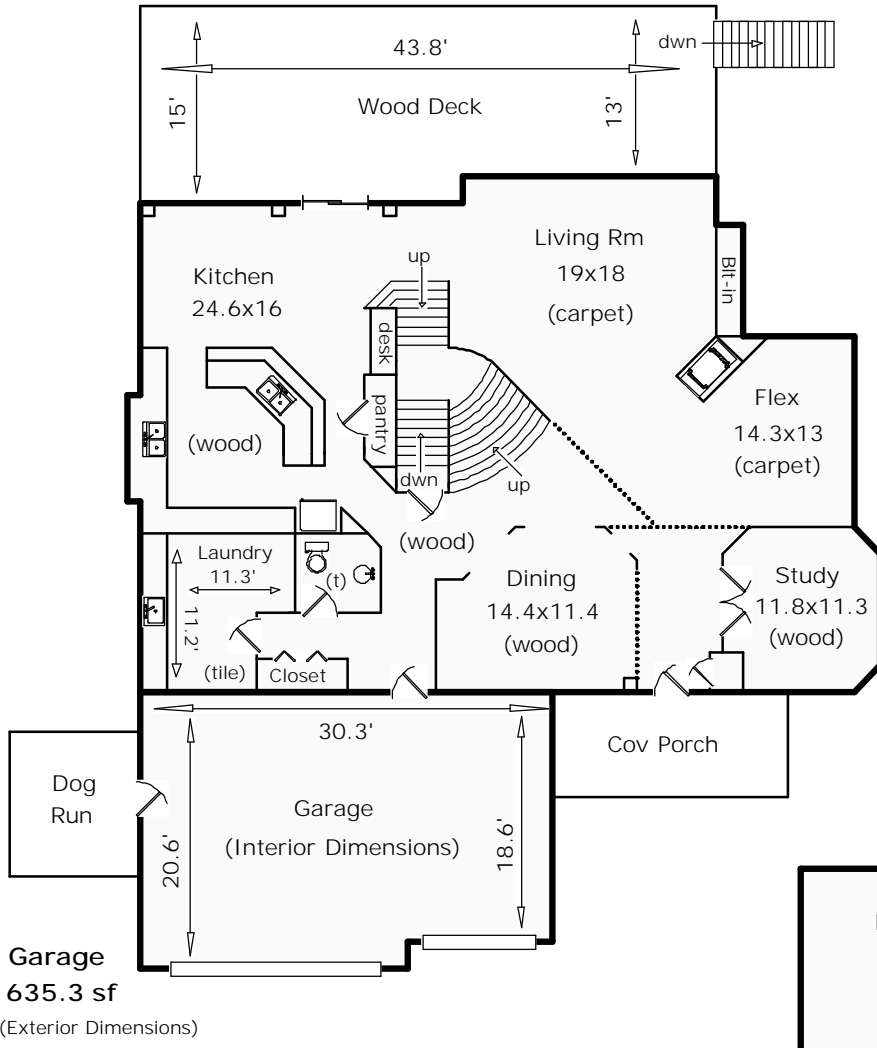 43.8'
dwn
15'
13'
Wood Deck
Living Rm
19x18
(carpet)
Blt-in
Kitchen
24.6x16
up
desk
Flex
14.3x13
(carpet)
pantry
(wood)
dwn
up
(wood)
Laundry
11.3'
11.2'
(tile)
(t)
Closet
Dining
14.4x11.4
(wood)
Study
11.8x11.3
(wood)
30.3'
Cov Porch
Dog
Run
Garage
(Interior Dimensions)
20.6'
18.6'
Garage
635.3 sf
(Exterior Dimensions)